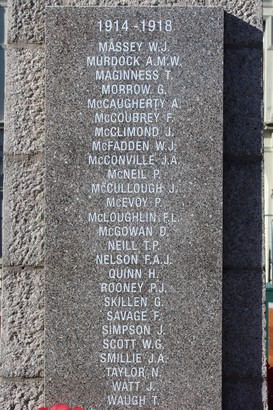 1914 - 1918
MASSEY W.J.
MURDOCK A.M.W.
MAGINNESS T.
MORROW G.
McCAUGHERTY A.
McCOUBREY F.
McCLIMOND J.
McFADDEN W.J.
McCONVILLE J.A.
McNEIL P.
McCULLOUGH J.
McEVOY P.
McLOUGHLIN F.L.
McGOWAN D.
NEILL T.P.
NELSON F.A.J.
QUINN H.
ROONEY P.J.
SKILLEN G.
SAVAGE F.
SIMPSON J.
SCOTT W.G.
SMILLIE J.A.
TAYLOR N.
WATT J.
WAUGH T.